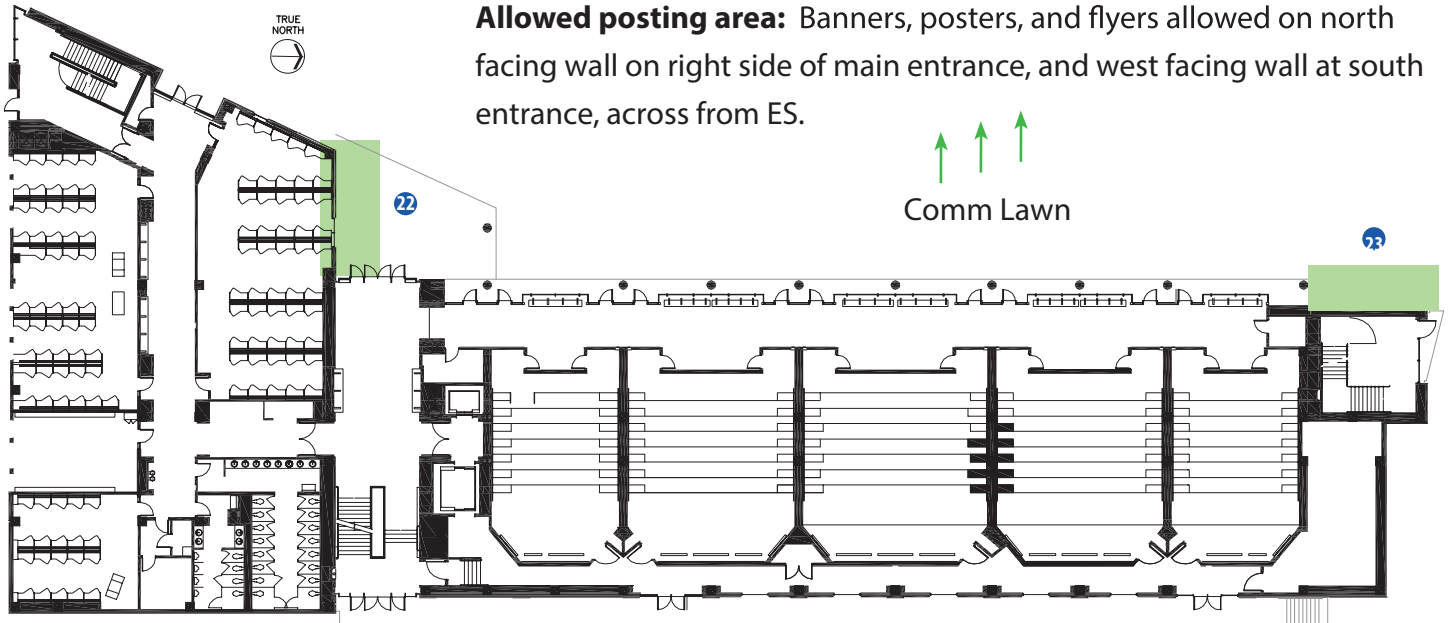 TRUE
NORTH
Allowed posting area: Banners, posters, and flyers allowed on north
facing wall on right side of main entrance, and west facing wall at south
entrance, across from ES.
22
Comm Lawn
23